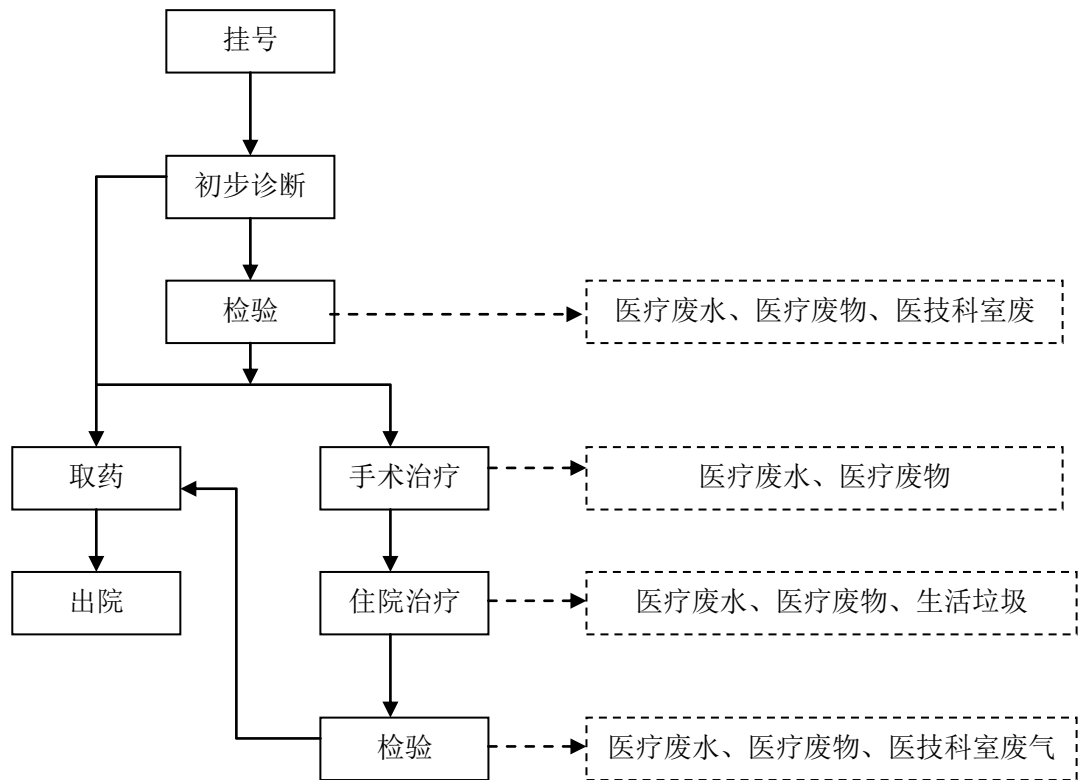 挂号
初步诊断
检验
医疗废水、医疗废物、医技科室废
取药
手术治疗
医疗废水、医疗废物
出院
住院治疗
医疗废水、医疗废物、生活垃圾
检验
医疗废水、医疗废物、医技科室废气